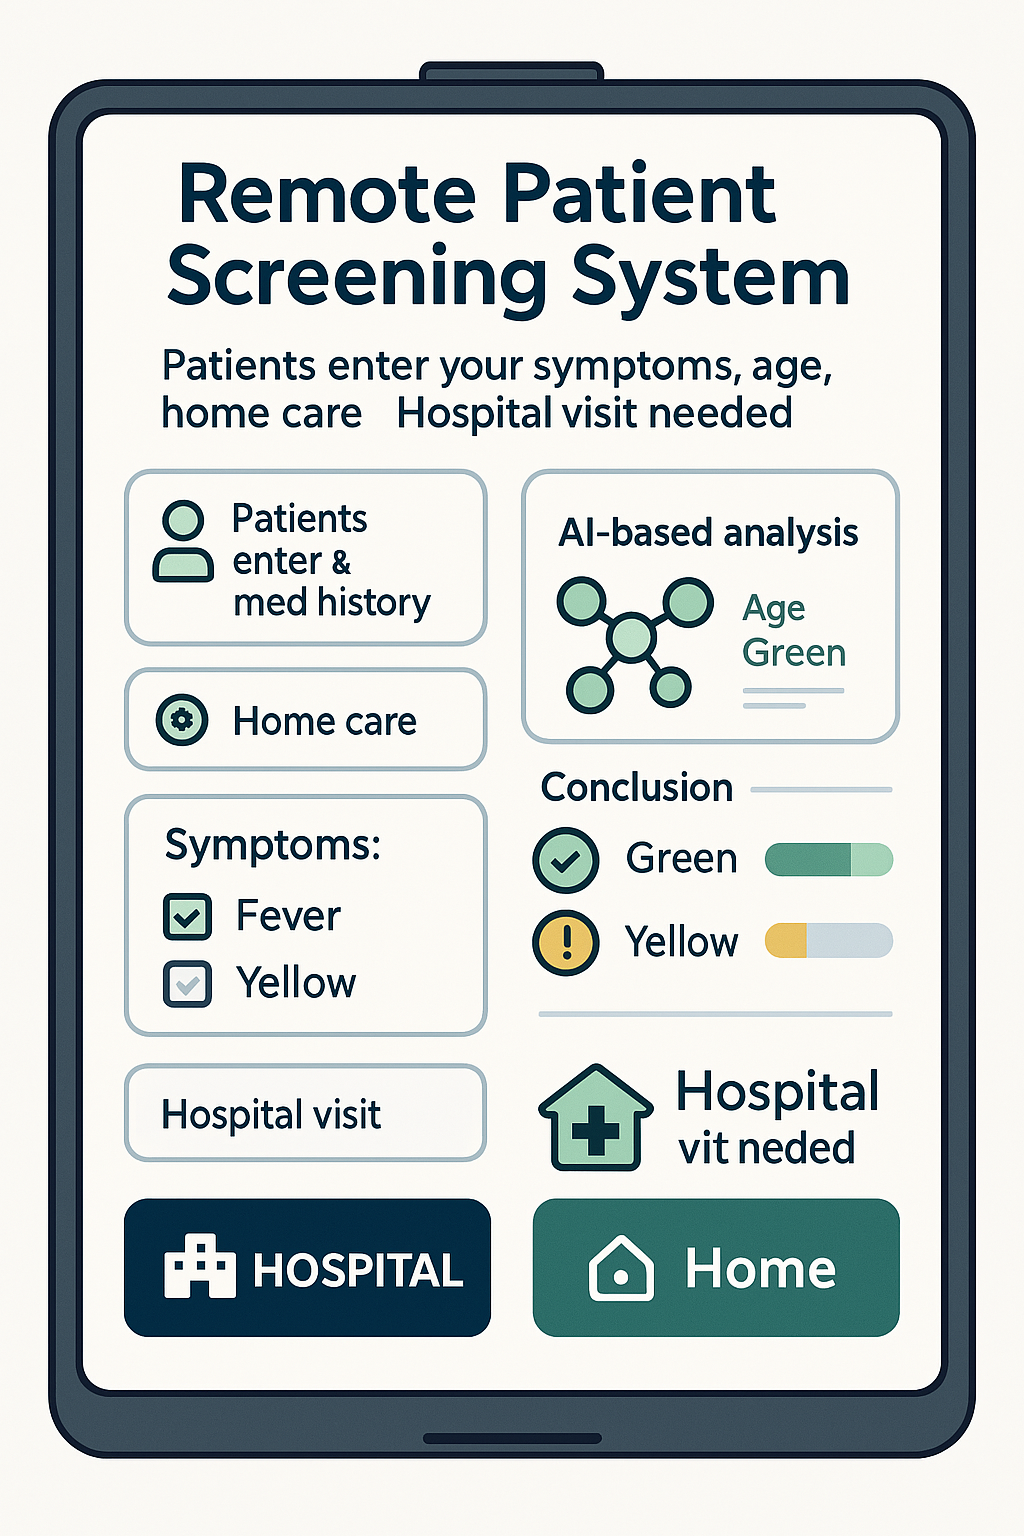 Remote Patient
Screening System
Patients enter your symptoms, age,
home care Hospital visit needed
Patients
enter &
med history
Home care
Symptoms:
Fever
Yellow
Hospital visit
AI-based analysis
Age
Green
Conclusion
Green
Yellow
Hospital
vit neded
HOSPITAL
Home